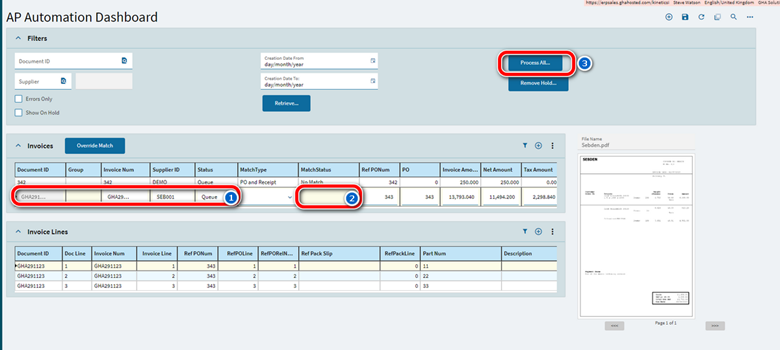 https://erpsales.ghahosted.com/kinetic Steve Watson English/United Kingdom GHA Soluti
AP Automation Dashboard
Filters
Document ID
Creation Date From:
day/month/year
Process All...
3
Supplier
Creation Date To:
day/month/year
Remove Hold...
Errors Only
Retrieve...
Show On Hold
Invoices
Override Match
File Name
Sebden.pdf
Document ID Group Invoice Num Supplier ID Status MatchType MatchStatus Ref PONum PO Invoice Amo... Net Amount Tax Amount
342 342 DEMO Queue PO and Receipt No Match 342 0 250.000 250.000 0.00
GHA291... GHA29... SEB001 Queue 1 2 343 343 13,793.040 11,494.200 2,298.840
SEBDEN
Invoice Lines
Document ID Doc Line Invoice Num Invoice Line Ref PONum RefPOLine RefPORelN... Ref Pack Slip RefPackLine Part Num Description
GHA291123 1 GHA291123 1 343 1 1 0 11
GHA291123 2 GHA291123 2 343 2 2 0 22
GHA291123 3 GHA291123 3 343 3 3 0 33
Page 1 of 1